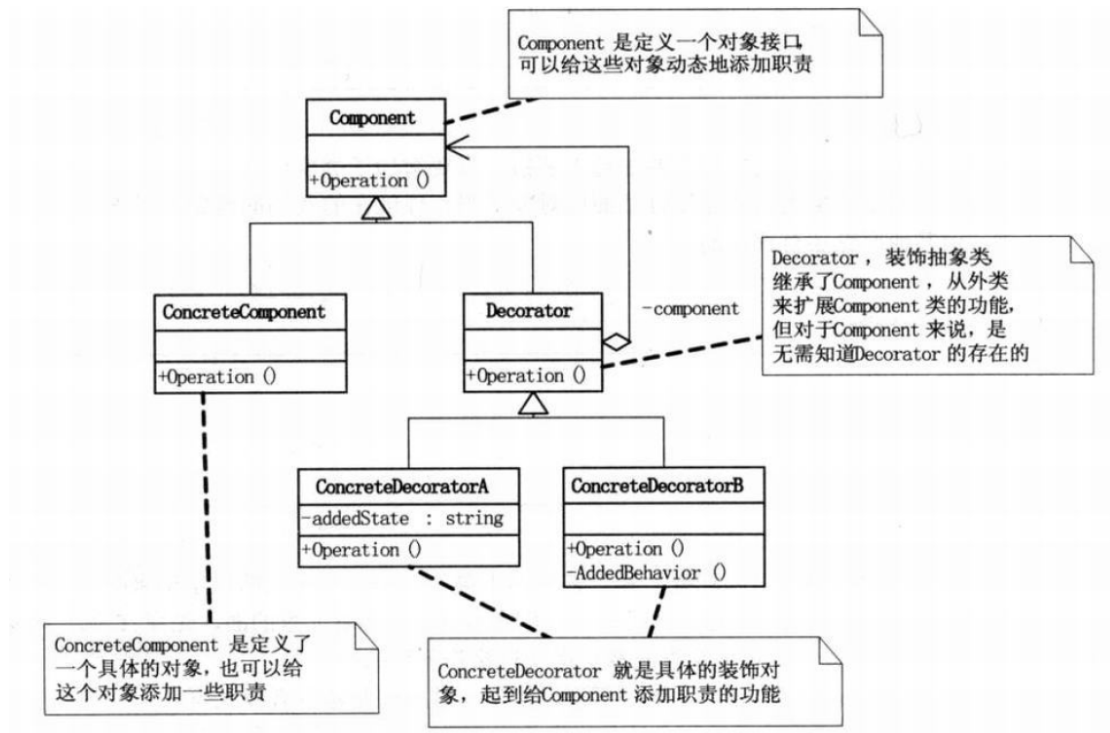 Component 是定义一个对象接口,
可以给这些对象动态地添加职责
Component
+Operation ()
Decorator , 装饰抽象类,
继承了Component , 从外类
来扩展Component 类的功能,
但对于Component 来说, 是
无需知道Decorator 的存在的
ConcreteComponent
+Operation ()
Decorator
+Operation ()
-component
ConcreteDecoratorA
-addedState : string
+Operation ()
ConcreteDecoratorB
+Operation ()
-AddedBehavior ()
ConcreteComponent 是定义了
一个具体的对象, 也可以给
这个对象添加一些职责
ConcreteDecorator 就是具体的装饰对
象, 起到给Component 添加职责的功能